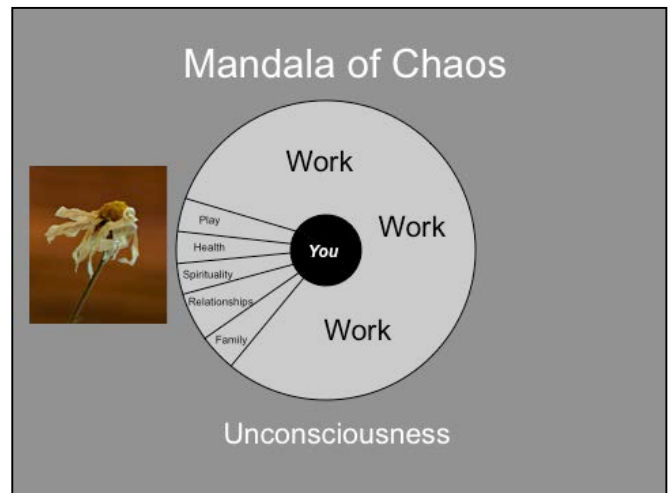 Mandala of Chaos
Work
Work
Play
Health
You
Spirituality
Relationships
Work
Family
Unconsciousness